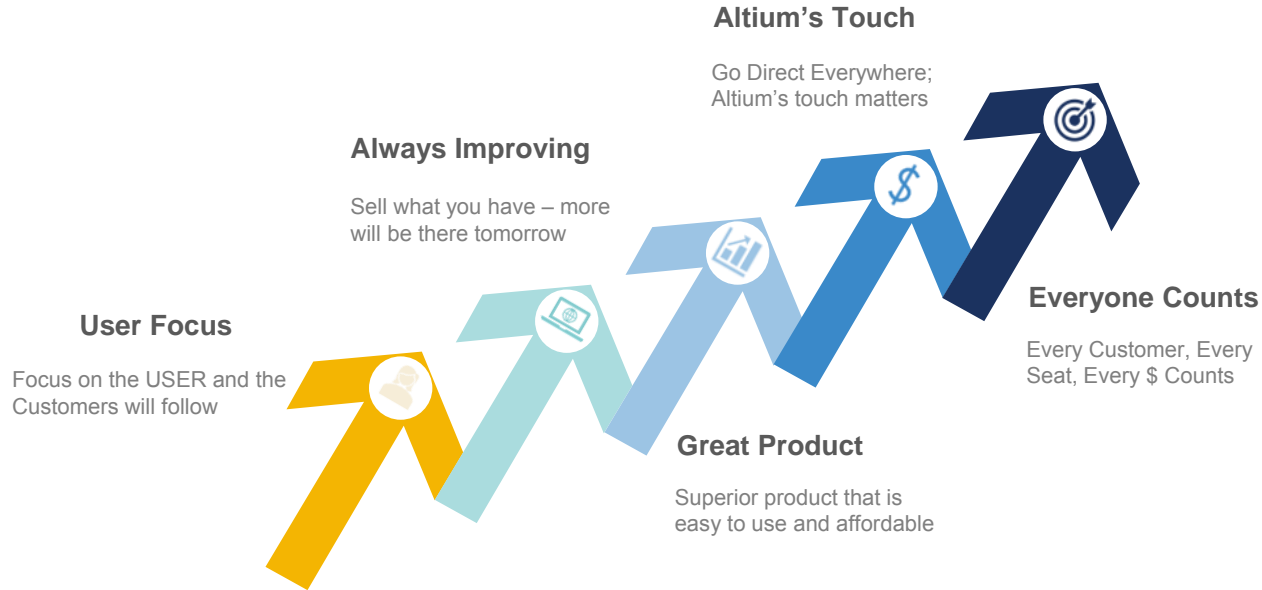 User Focus
Focus on the USER and the
Customers will follow
Always Improving
Sell what you have – more
will be there tomorrow
Great Product
Superior product that is
easy to use and affordable
Altium’s Touch
Go Direct Everywhere;
Altium’s touch matters
Everyone Counts
Every Customer, Every
Seat, Every $ Counts
$